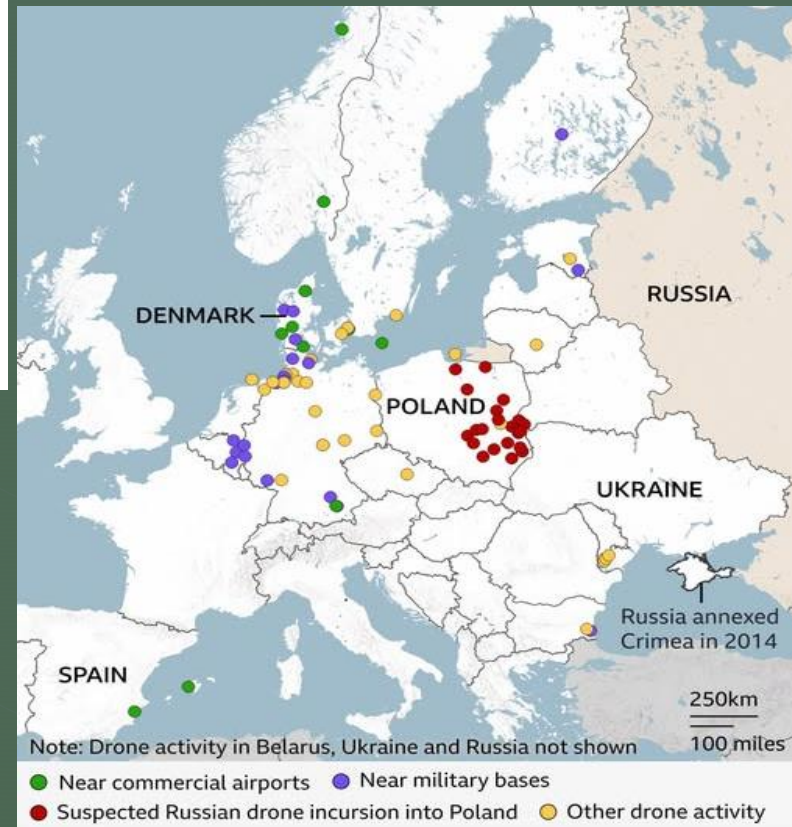 DENMARK
RUSSIA
POLAND
UKRAINE
Russia annexed
Crimea in 2014
SPAIN
250km
100 miles
Note: Drone activity in Belarus, Ukraine and Russia not shown
Near commercial airports
Near military bases
Suspected Russian drone incursion into Poland
Other drone activity